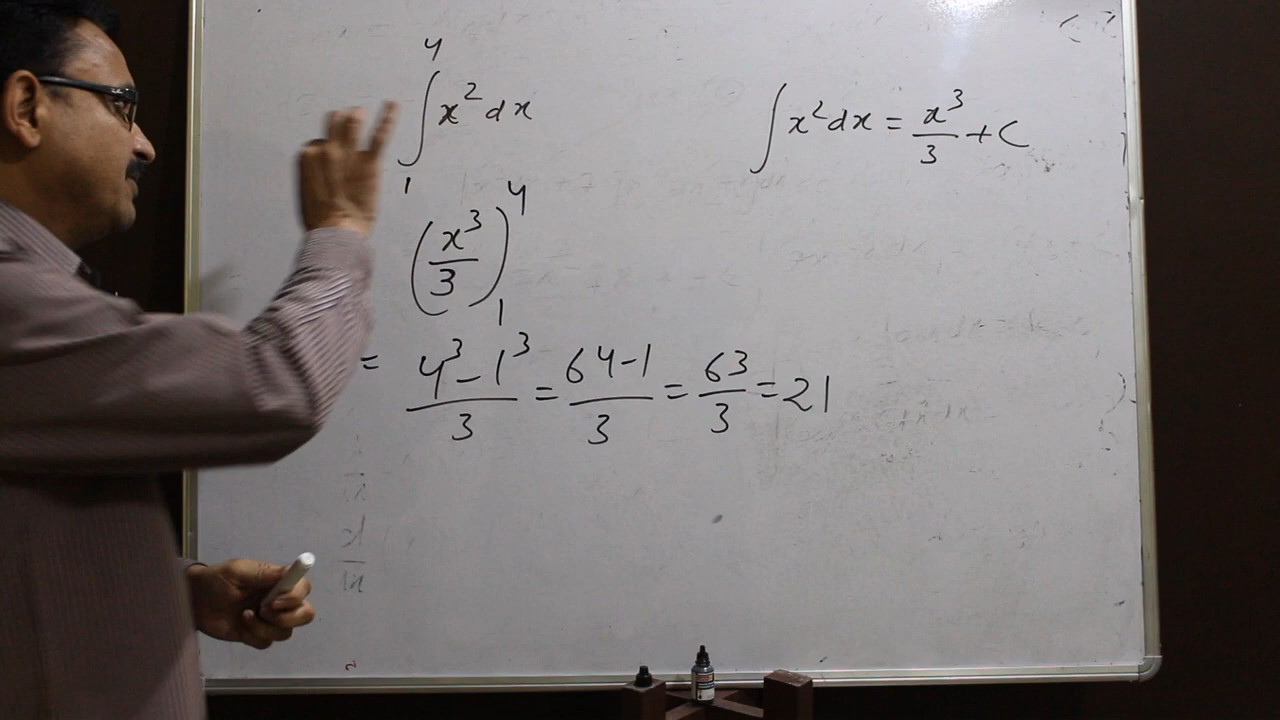 ∫₁⁴ x² dx
∫ x² dx = x³/3 + C
(x³/3)₁⁴
= (4³ - 1³)/3 = (64 - 1)/3 = 63/3 = 21